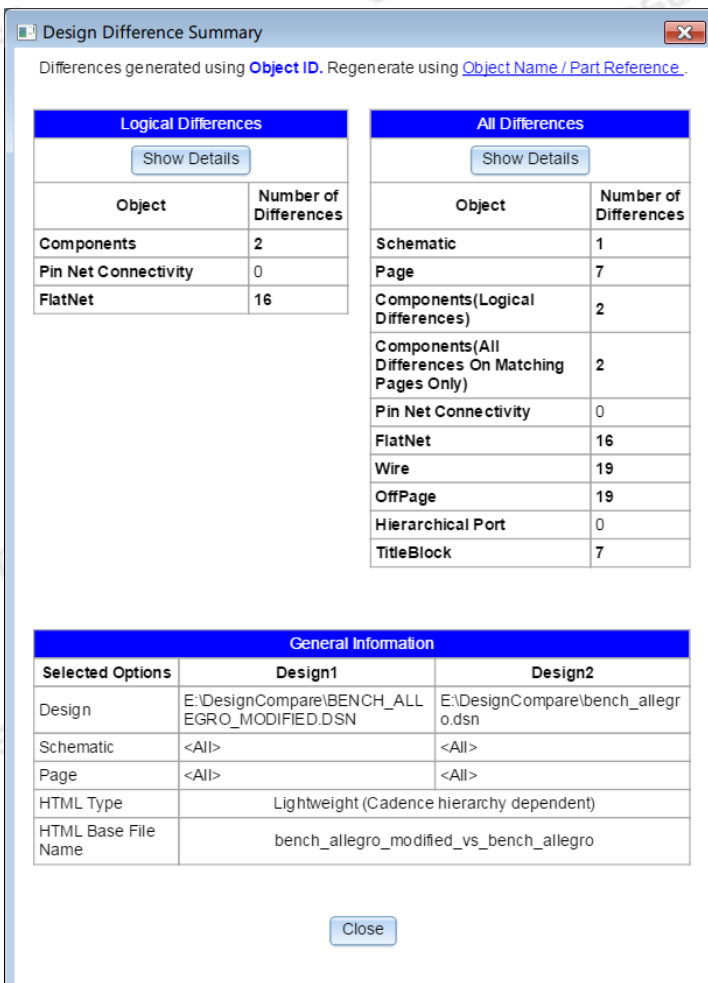 Design Difference Summary
Differences generated using Object ID. Regenerate using Object Name / Part Reference .
Logical Differences
Show Details
Object Number of Differences
Components 2
Pin Net Connectivity 0
FlatNet 16
All Differences
Show Details
Object Number of Differences
Schematic 1
Page 7
Components(Logical
Differences) 2
Components(All
Differences On Matching 2
Pages Only)
Pin Net Connectivity 0
FlatNet 16
Wire 19
OffPage 19
Hierarchical Port 0
TitleBlock 7
General Information
Selected Options Design1 Design2
Design E:\DesignCompare\BENCH_ALL E:\DesignCompare\bench_allegr
EGRO_MODIFIED.DSN o.dsn
Schematic <All> <All>
Page <All> <All>
HTML Type Lightweight (Cadence hierarchy dependent)
HTML Base File
Name bench_allegro_modified_vs_bench_allegro
Close